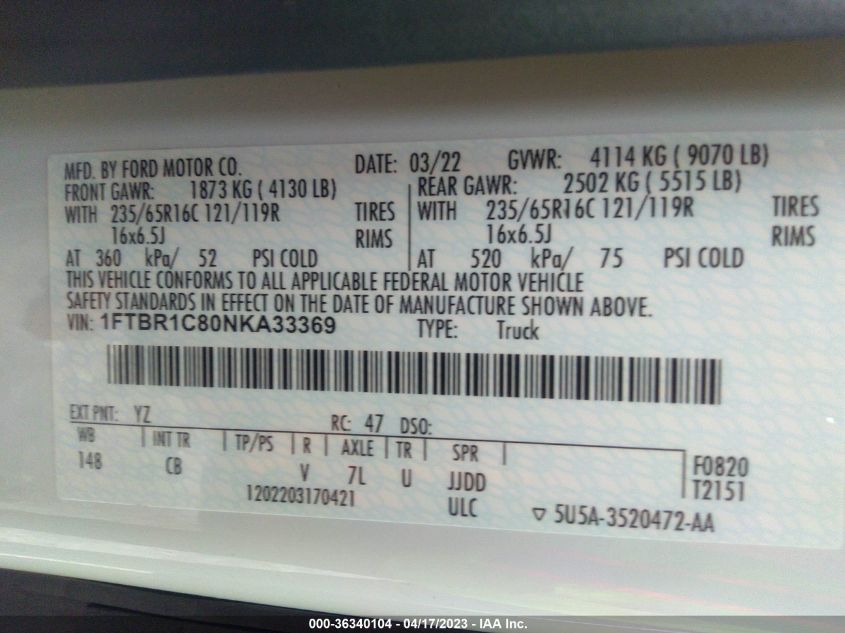 MFD. BY FORD MOTOR CO. DATE: 03/22 GVWR: 4114 KG ( 9070 LB)
FRONT GAWR: 1873 KG ( 4130 LB) REAR GAWR: 2502 KG ( 5515 LB)
WITH 235/65R16C 121/119R TIRES WITH 235/65R16C 121/119R TIRES
16x6.5J RIMS 16x6.5J RIMS
AT 360 kPa/ 52 PSI COLD AT 520 kPa/ 75 PSI COLD
THIS VEHICLE CONFORMS TO ALL APPLICABLE FEDERAL MOTOR VEHICLE
SAFETY STANDARDS IN EFFECT ON THE DATE OF MANUFACTURE SHOWN ABOVE.
VIN: 1FTBR1C80NKA33369 TYPE: Truck
EXT PNT: YZ RC: 47 DSO:
WB INT TR TP/PS R AXLE TR SPR
148 CB V 7L U JJDD F0820
1202203170421 ULC T2151
▽ 5U5A-3520472-AA
000-36340104 - 04/17/2023 - IAA Inc.